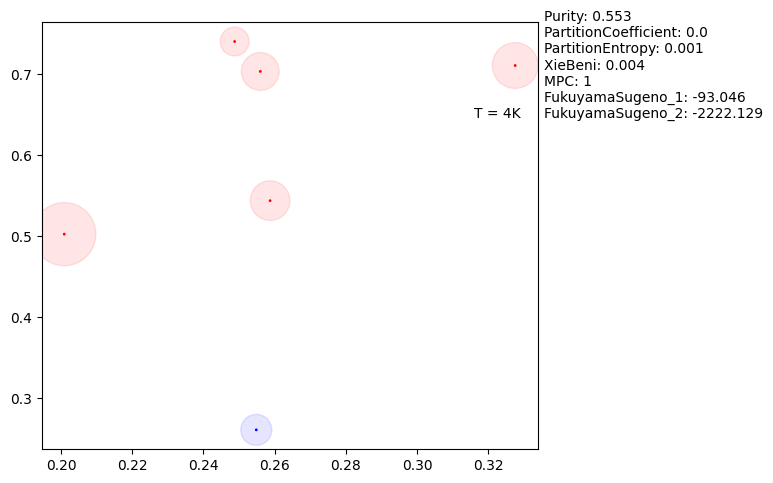 Purity: 0.553
PartitionCoefficient: 0.0
PartitionEntropy: 0.001
XieBeni: 0.004
MPC: 1
FukuyamaSugeno_1: -93.046
FukuyamaSugeno_2: -2222.129
T = 4K
0.7
0.6
0.5
0.4
0.3
0.20 0.22 0.24 0.26 0.28 0.30 0.32